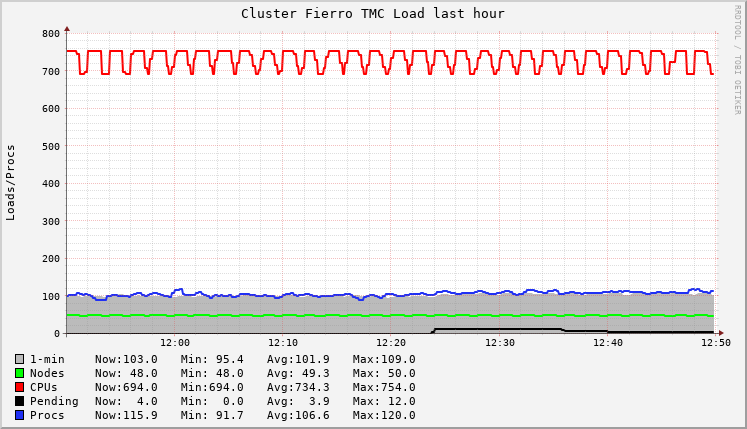 Cluster Fierro TMC Load last hour
RRDTOOL / TOBI OETIKER
Loads/Procs
800
700
600
500
400
300
200
100
0
12:00 12:10 12:20 12:30 12:40 12:50
1-min Now:103.0 Min: 95.4 Avg:101.9 Max:109.0
Nodes Now: 48.0 Min: 48.0 Avg: 49.3 Max: 50.0
CPUs Now:694.0 Min:694.0 Avg:734.3 Max:754.0
Pending Now: 4.0 Min: 0.0 Avg: 3.9 Max: 12.0
Procs Now:115.9 Min: 91.7 Avg:106.6 Max:120.0